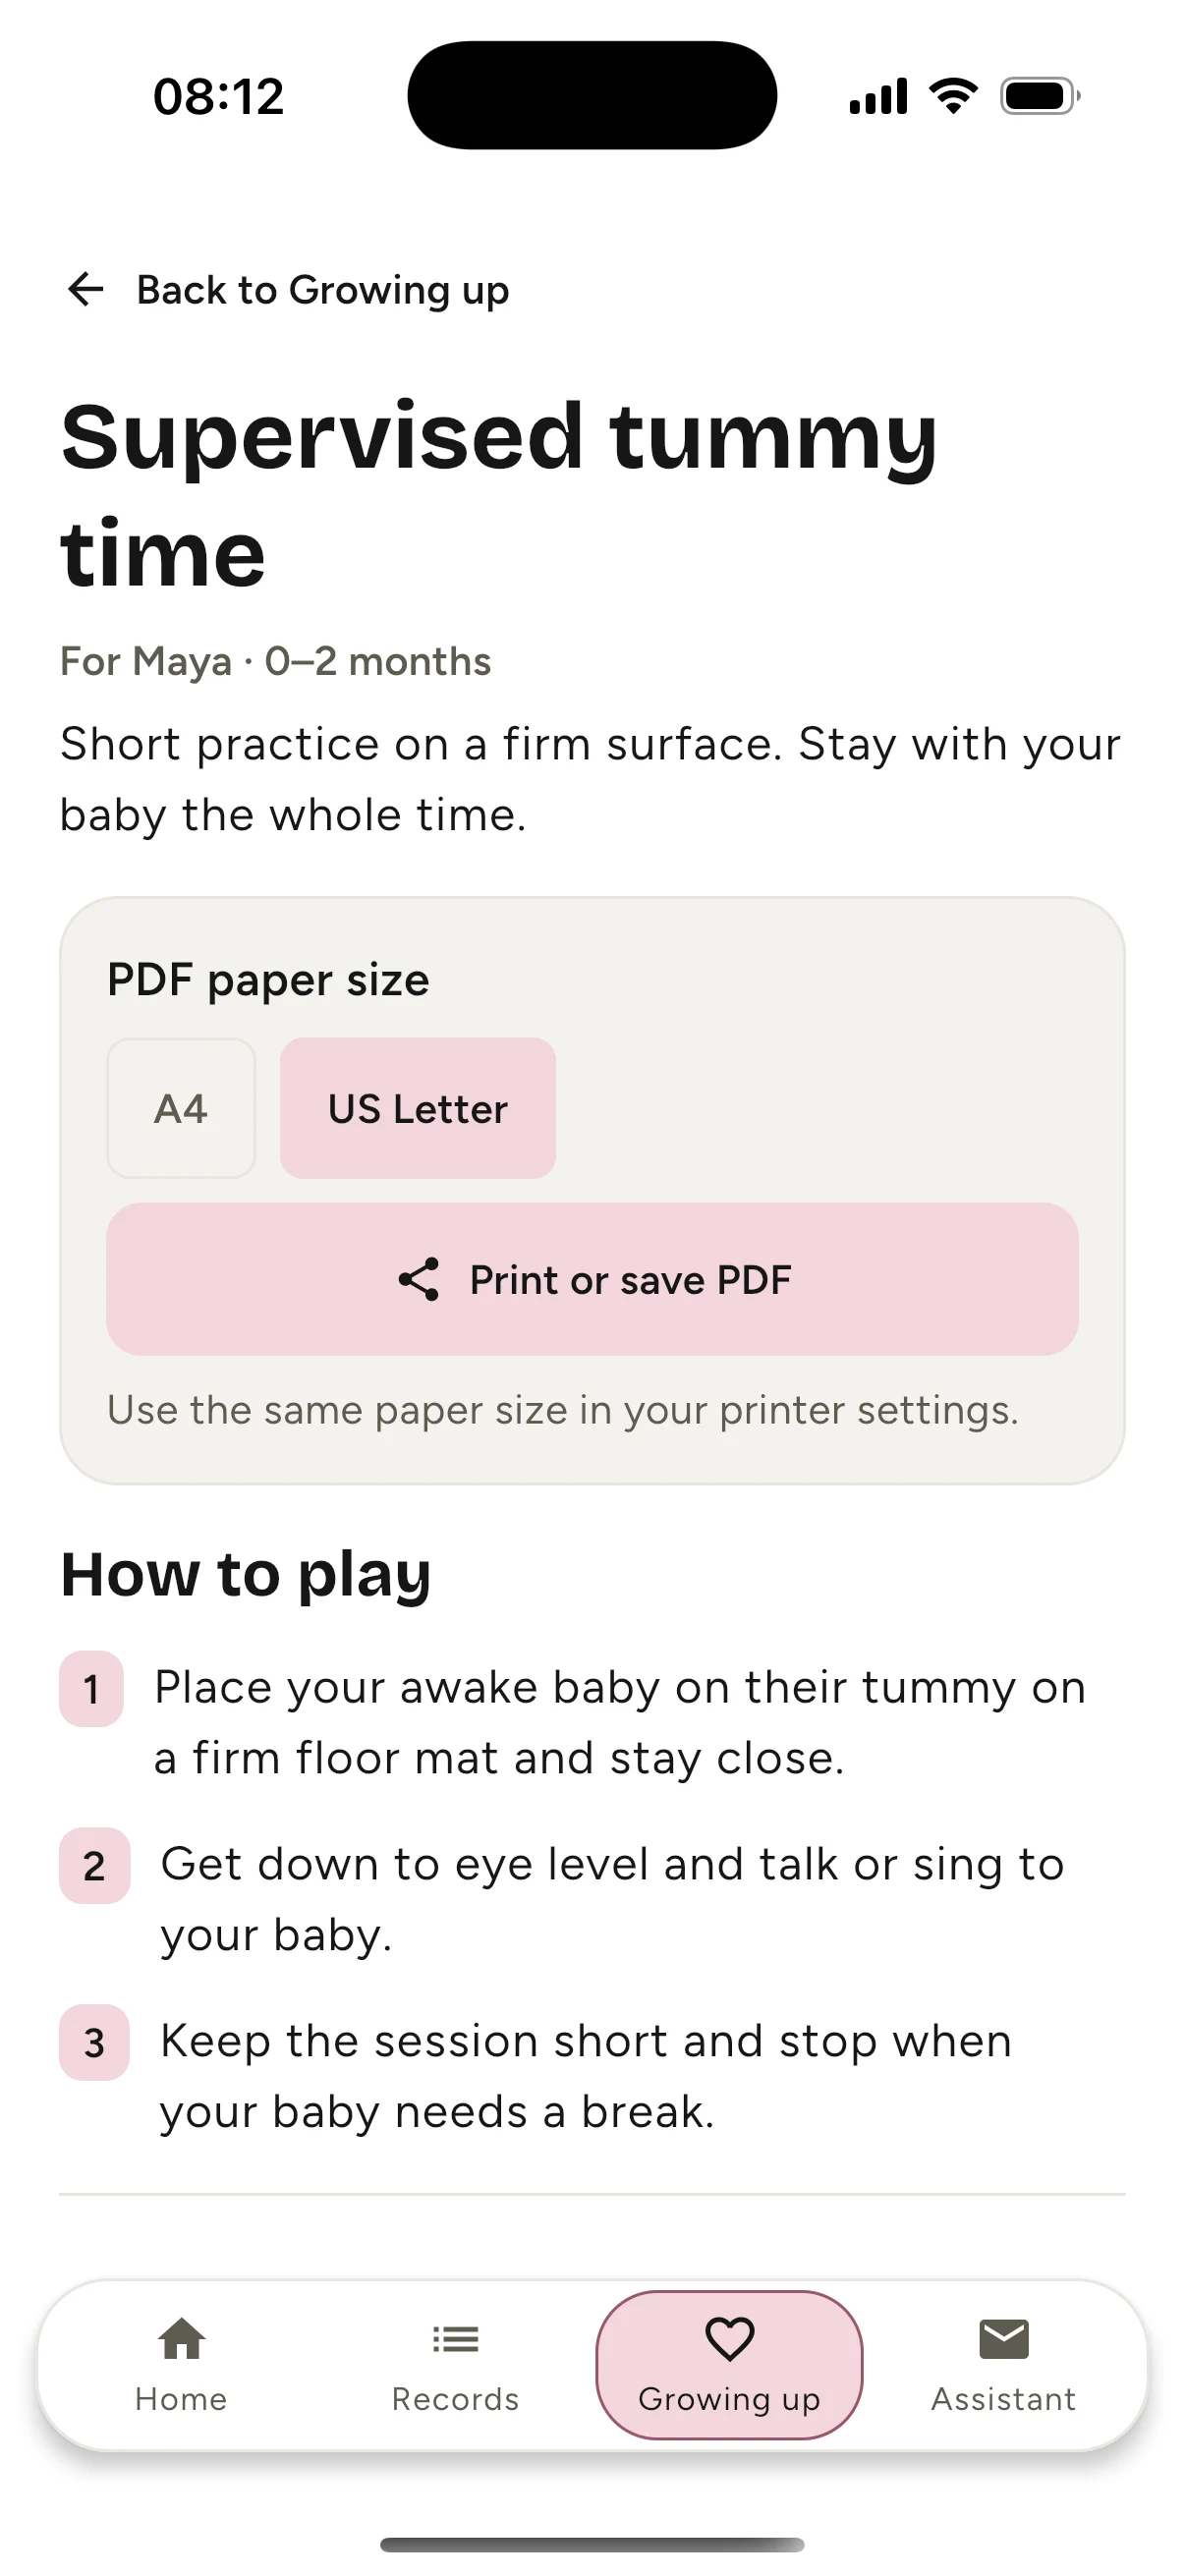 08:12
Back to Growing up
Supervised tummy
time
For Maya · 0–2 months
Short practice on a firm surface. Stay with your
baby the whole time.
PDF paper size
A4
US Letter
Print or save PDF
Use the same paper size in your printer settings.
How to play
1 Place your awake baby on their tummy on
a firm floor mat and stay close.
2 Get down to eye level and talk or sing to
your baby.
3 Keep the session short and stop when
your baby needs a break.
Home
Records
Growing up
Assistant